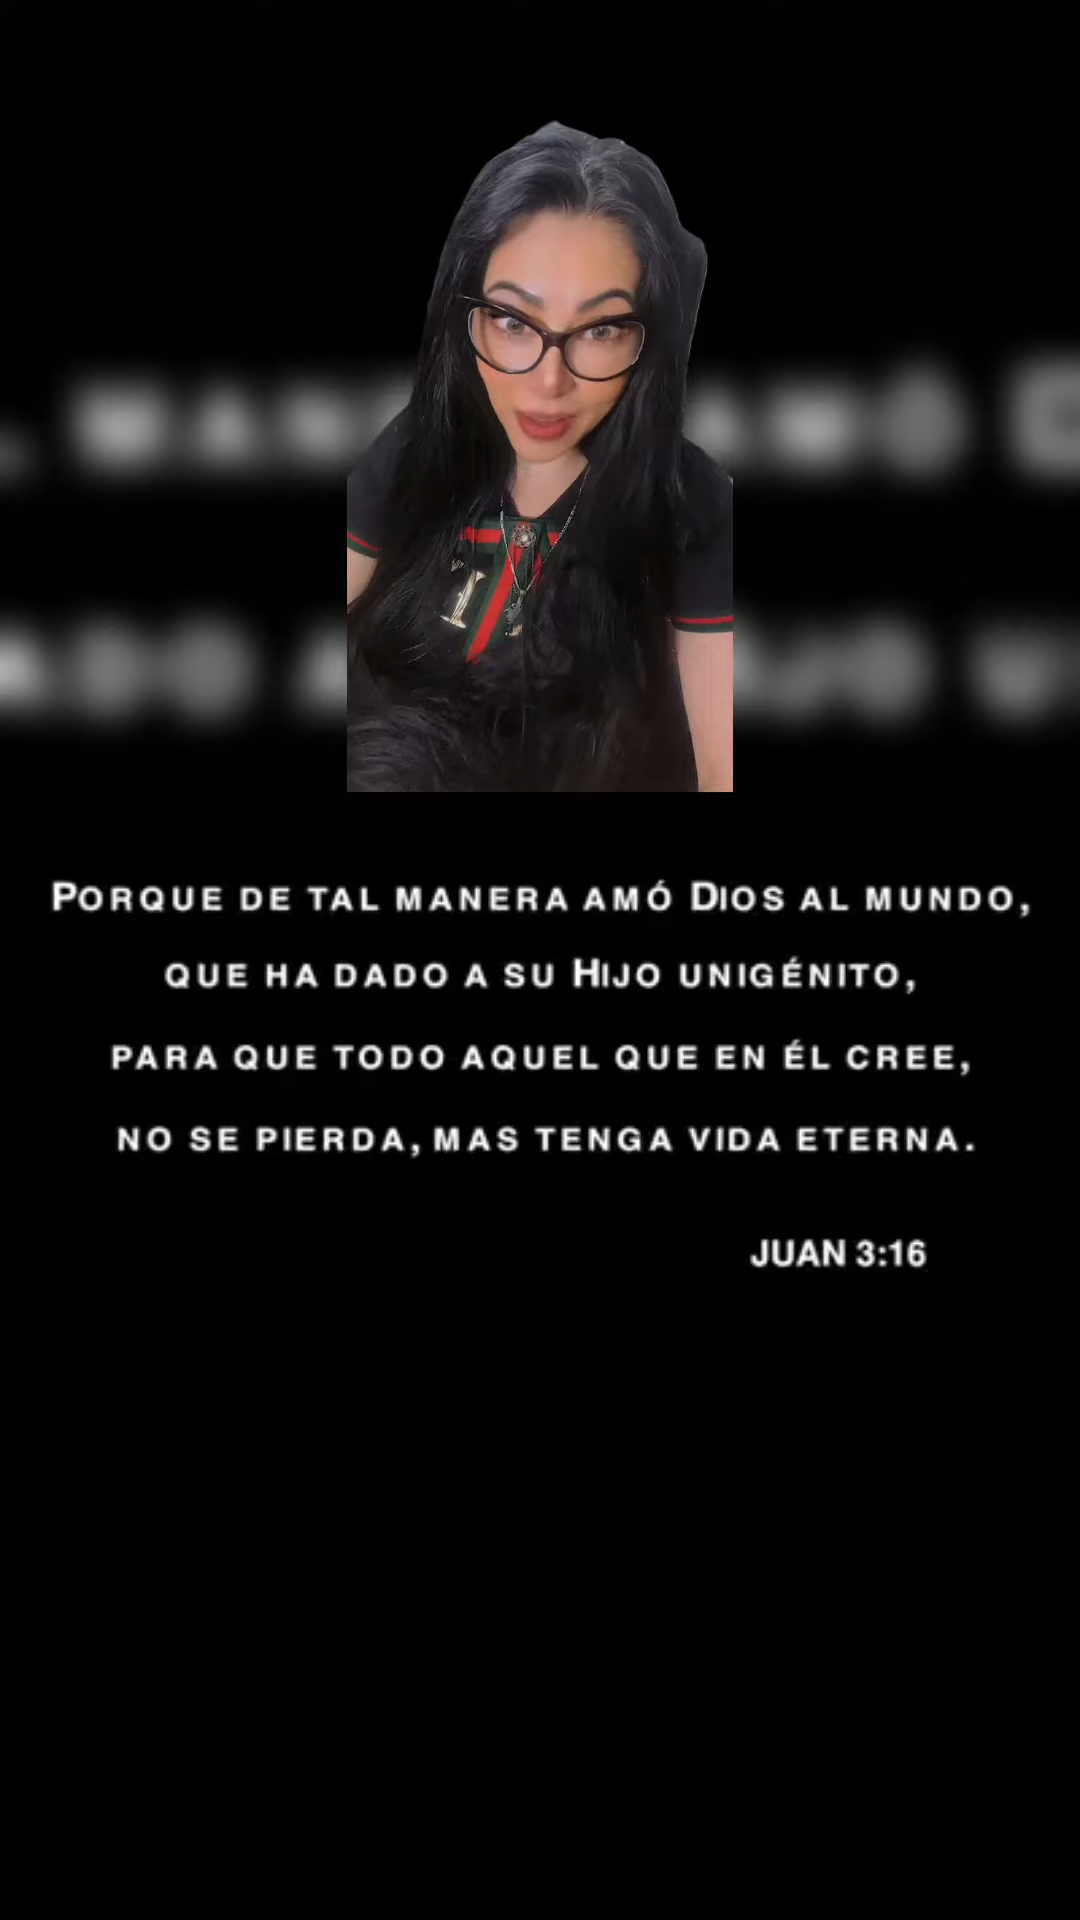 Porque de tal manera amó Dios al mundo,
que ha dado a su Hijo unigénito,
para que todo aquel que en él cree,
no se pierda, mas tenga vida eterna.
JUAN 3:16